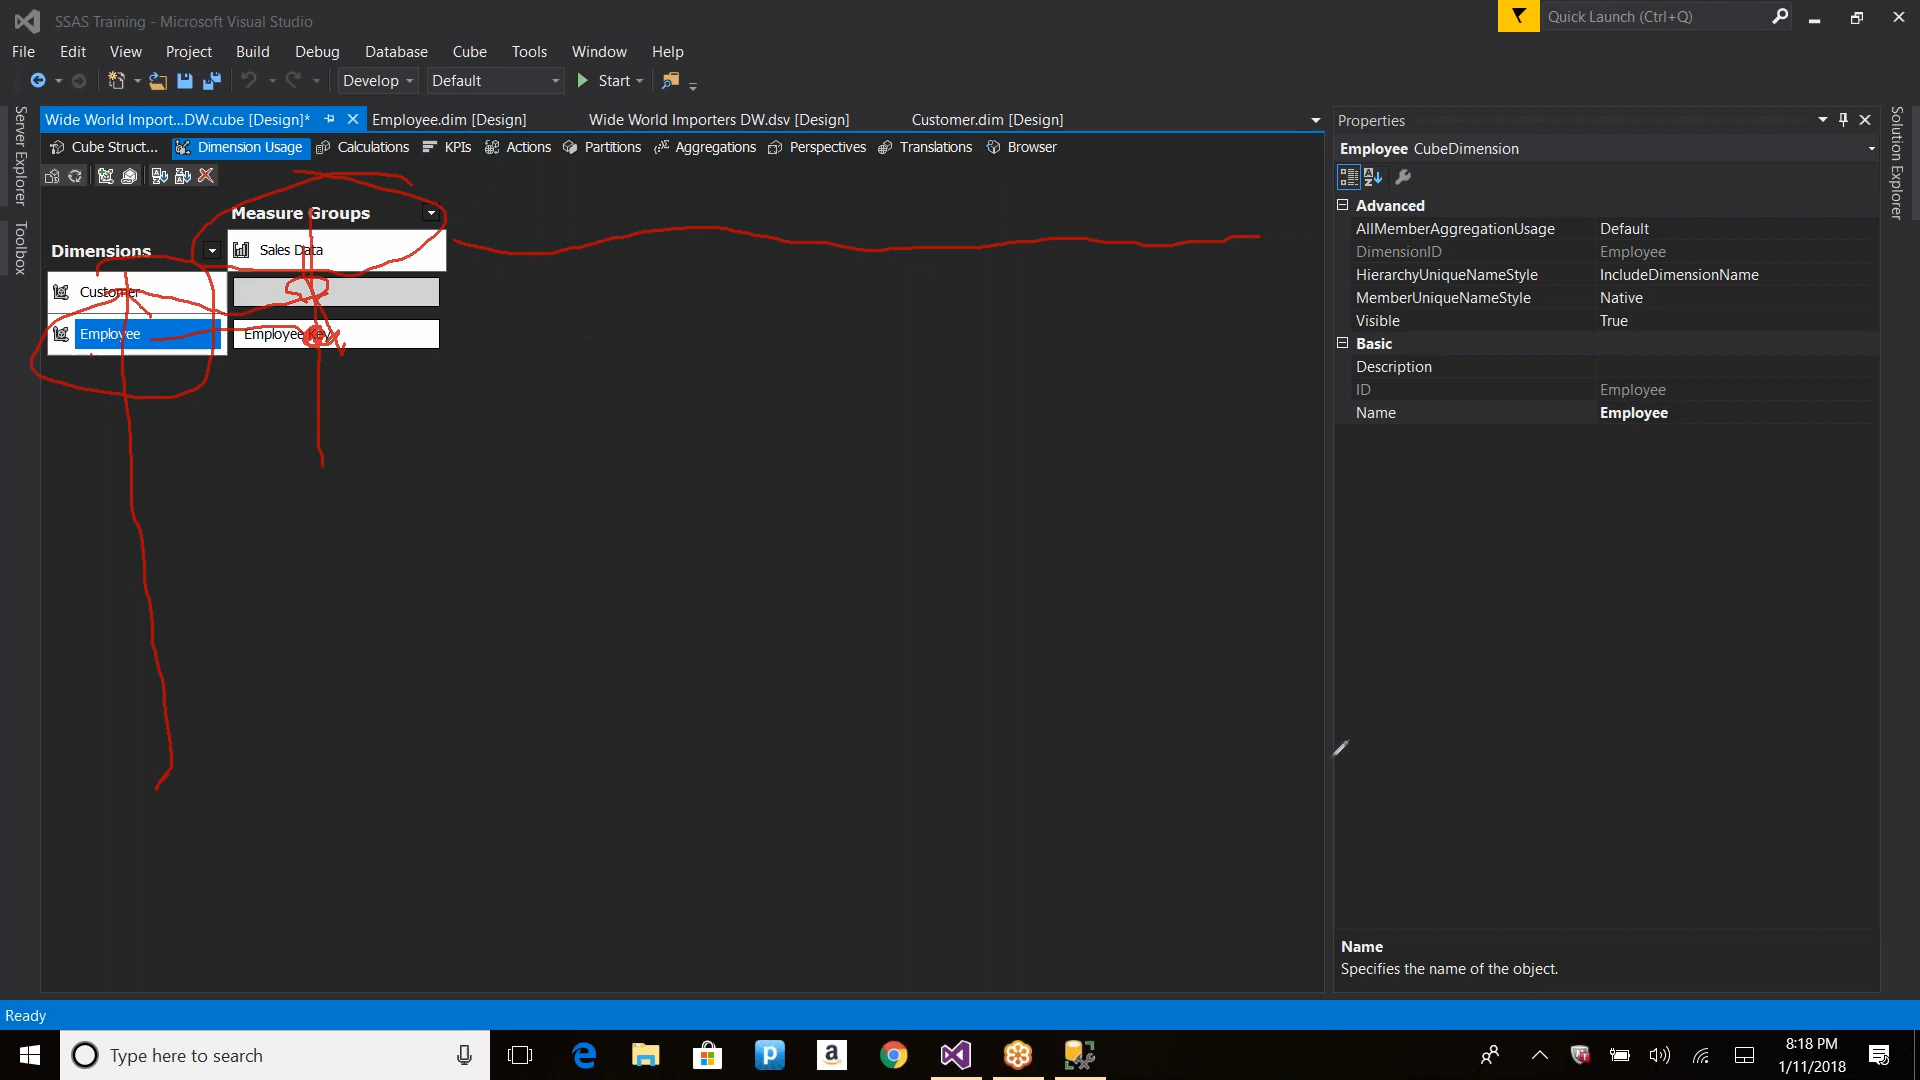 SSAS Training - Microsoft Visual Studio
Quick Launch (Ctrl+Q)
File Edit View Project Build Debug Database Cube Tools Window Help
Develop Default Start
Server Explorer
Toolbox
Wide World Import...DW.cube [Design]* Employee.dim [Design] Wide World Importers DW.dsv [Design] Customer.dim [Design]
Cube Struct... Dimension Usage Calculations KPIs Actions Partitions Aggregations Perspectives Translations Browser
Measure Groups
Dimensions Sales Data
Customer
Employee Employee Key
Properties
Employee CubeDimension
Advanced
AllMemberAggregationUsage Default
DimensionID Employee
HierarchyUniqueNameStyle IncludeDimensionName
MemberUniqueNameStyle Native
Visible True
Basic
Description
ID Employee
Name Employee
Name
Specifies the name of the object.
Solution Explorer
Ready
Type here to search
8:18 PM
1/11/2018